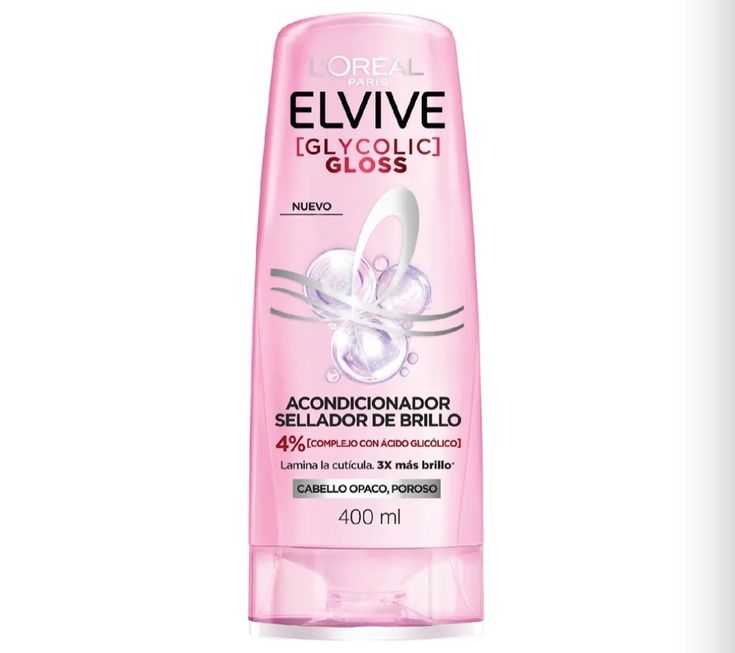 L'ORÉAL
PARIS
ELVIVE
[GLYCOLIC]
GLOSS
NUEVO
ACONDICIONADOR
SELLADOR DE BRILLO
4% [COMPLEJO CON ÁCIDO GLICÓLICO]
Lamina la cutícula. 3X más brillo*
CABELLO OPACO, POROSO
400 ml